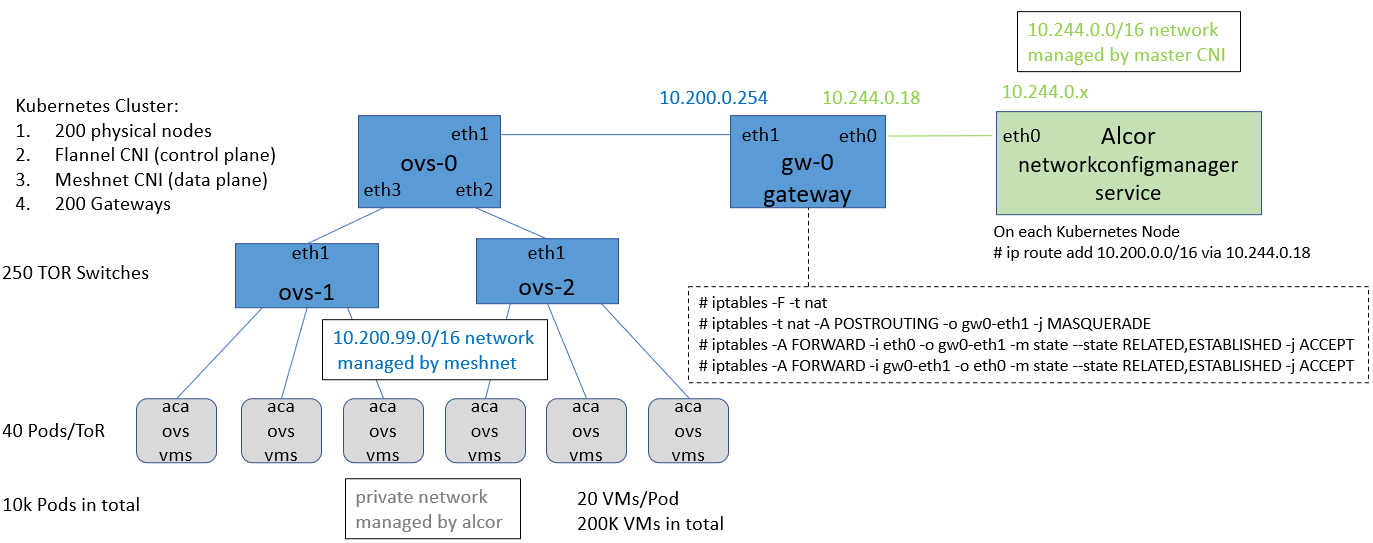 10.244.0.0/16 network
managed by master CNI
Kubernetes Cluster:
1. 200 physical nodes
2. Flannel CNI (control plane)
3. Meshnet CNI (data plane)
4. 200 Gateways
10.200.0.254
10.244.0.18
10.244.0.x
eth1
ovs-0
eth3
eth2
eth1
eth0
gw-0
gateway
eth0
Alcor
networkconfigmanager
service
On each Kubernetes Node
# ip route add 10.200.0.0/16 via 10.244.0.18
250 TOR Switches
eth1
ovs-1
eth1
ovs-2
# iptables -F -t nat
# iptables -t nat -A POSTROUTING -o gw0-eth1 -j MASQUERADE
# iptables -A FORWARD -i eth0 -o gw0-eth1 -m state --state RELATED,ESTABLISHED -j ACCEPT
# iptables -A FORWARD -i gw0-eth1 -o eth0 -m state --state RELATED,ESTABLISHED -j ACCEPT
10.200.99.0/16 network
managed by meshnet
40 Pods/ToR
aca
ovs
vms
aca
ovs
vms
aca
ovs
vms
aca
ovs
vms
aca
ovs
vms
aca
ovs
vms
10k Pods in total
private network
managed by alcor
20 VMs/Pod
200K VMs in total